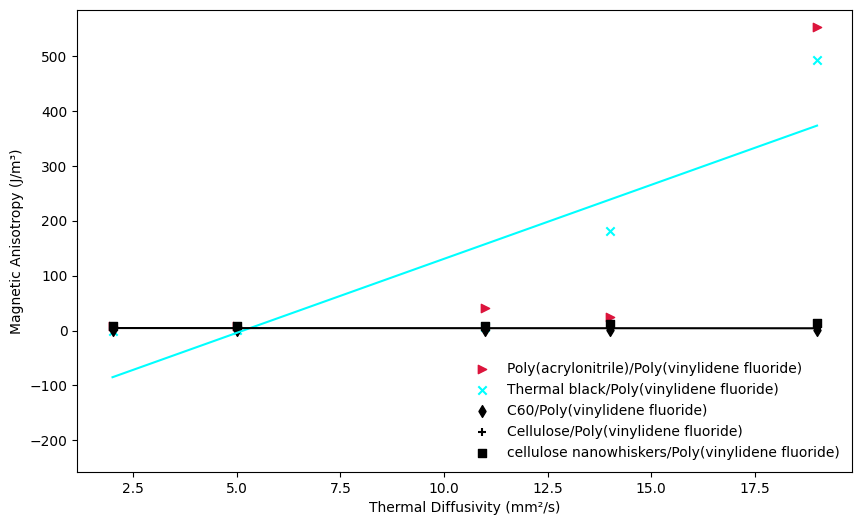 500
400
300
200
100
0
−100
−200
Magnetic Anisotropy (J/m³)
Poly(acrylonitrile)/Poly(vinylidene fluoride)
Thermal black/Poly(vinylidene fluoride)
C60/Poly(vinylidene fluoride)
Cellulose/Poly(vinylidene fluoride)
cellulose nanowhiskers/Poly(vinylidene fluoride)
2.5 5.0 7.5 10.0 12.5 15.0 17.5
Thermal Diffusivity (mm²/s)